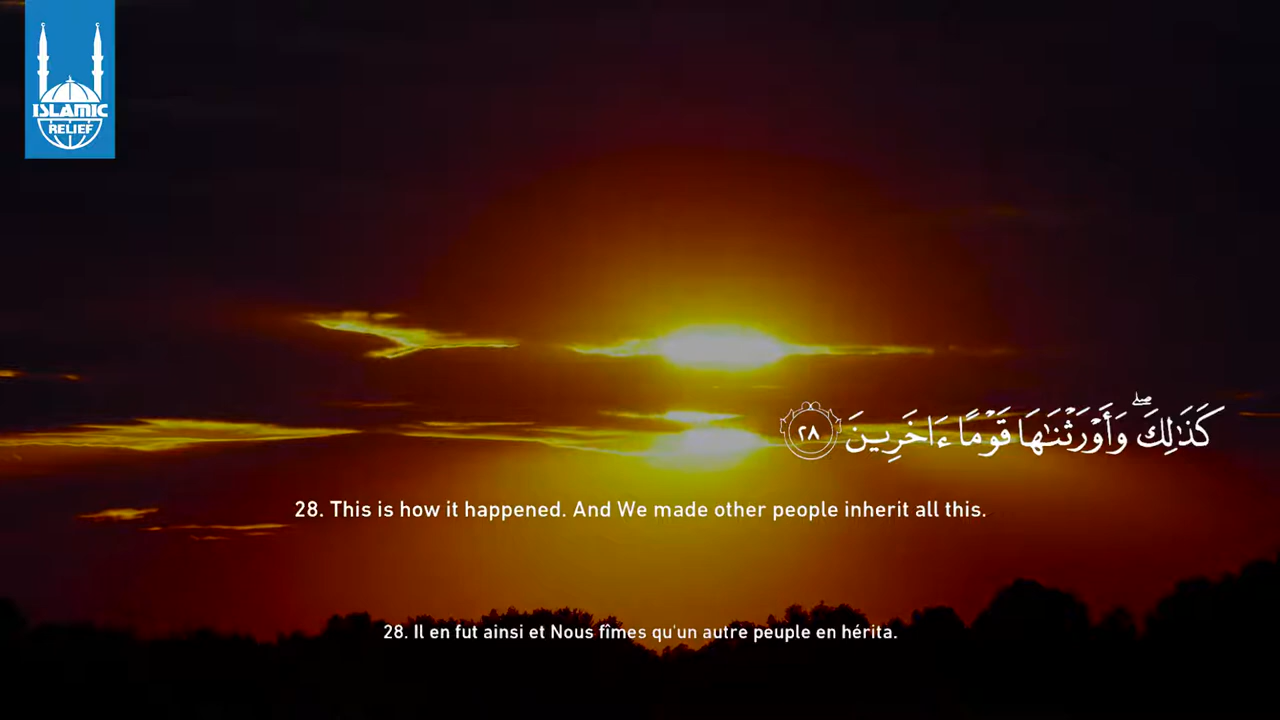 ISLAMIC
RELIEF
كَذَٰلِكَ ۖ وَأَوْرَثْنَـٰهَا قَوْمًا ءَاخَرِينَ ٢٨
28. This is how it happened. And We made other people inherit all this.
28. Il en fut ainsi et Nous fîmes qu'un autre peuple en hérita.